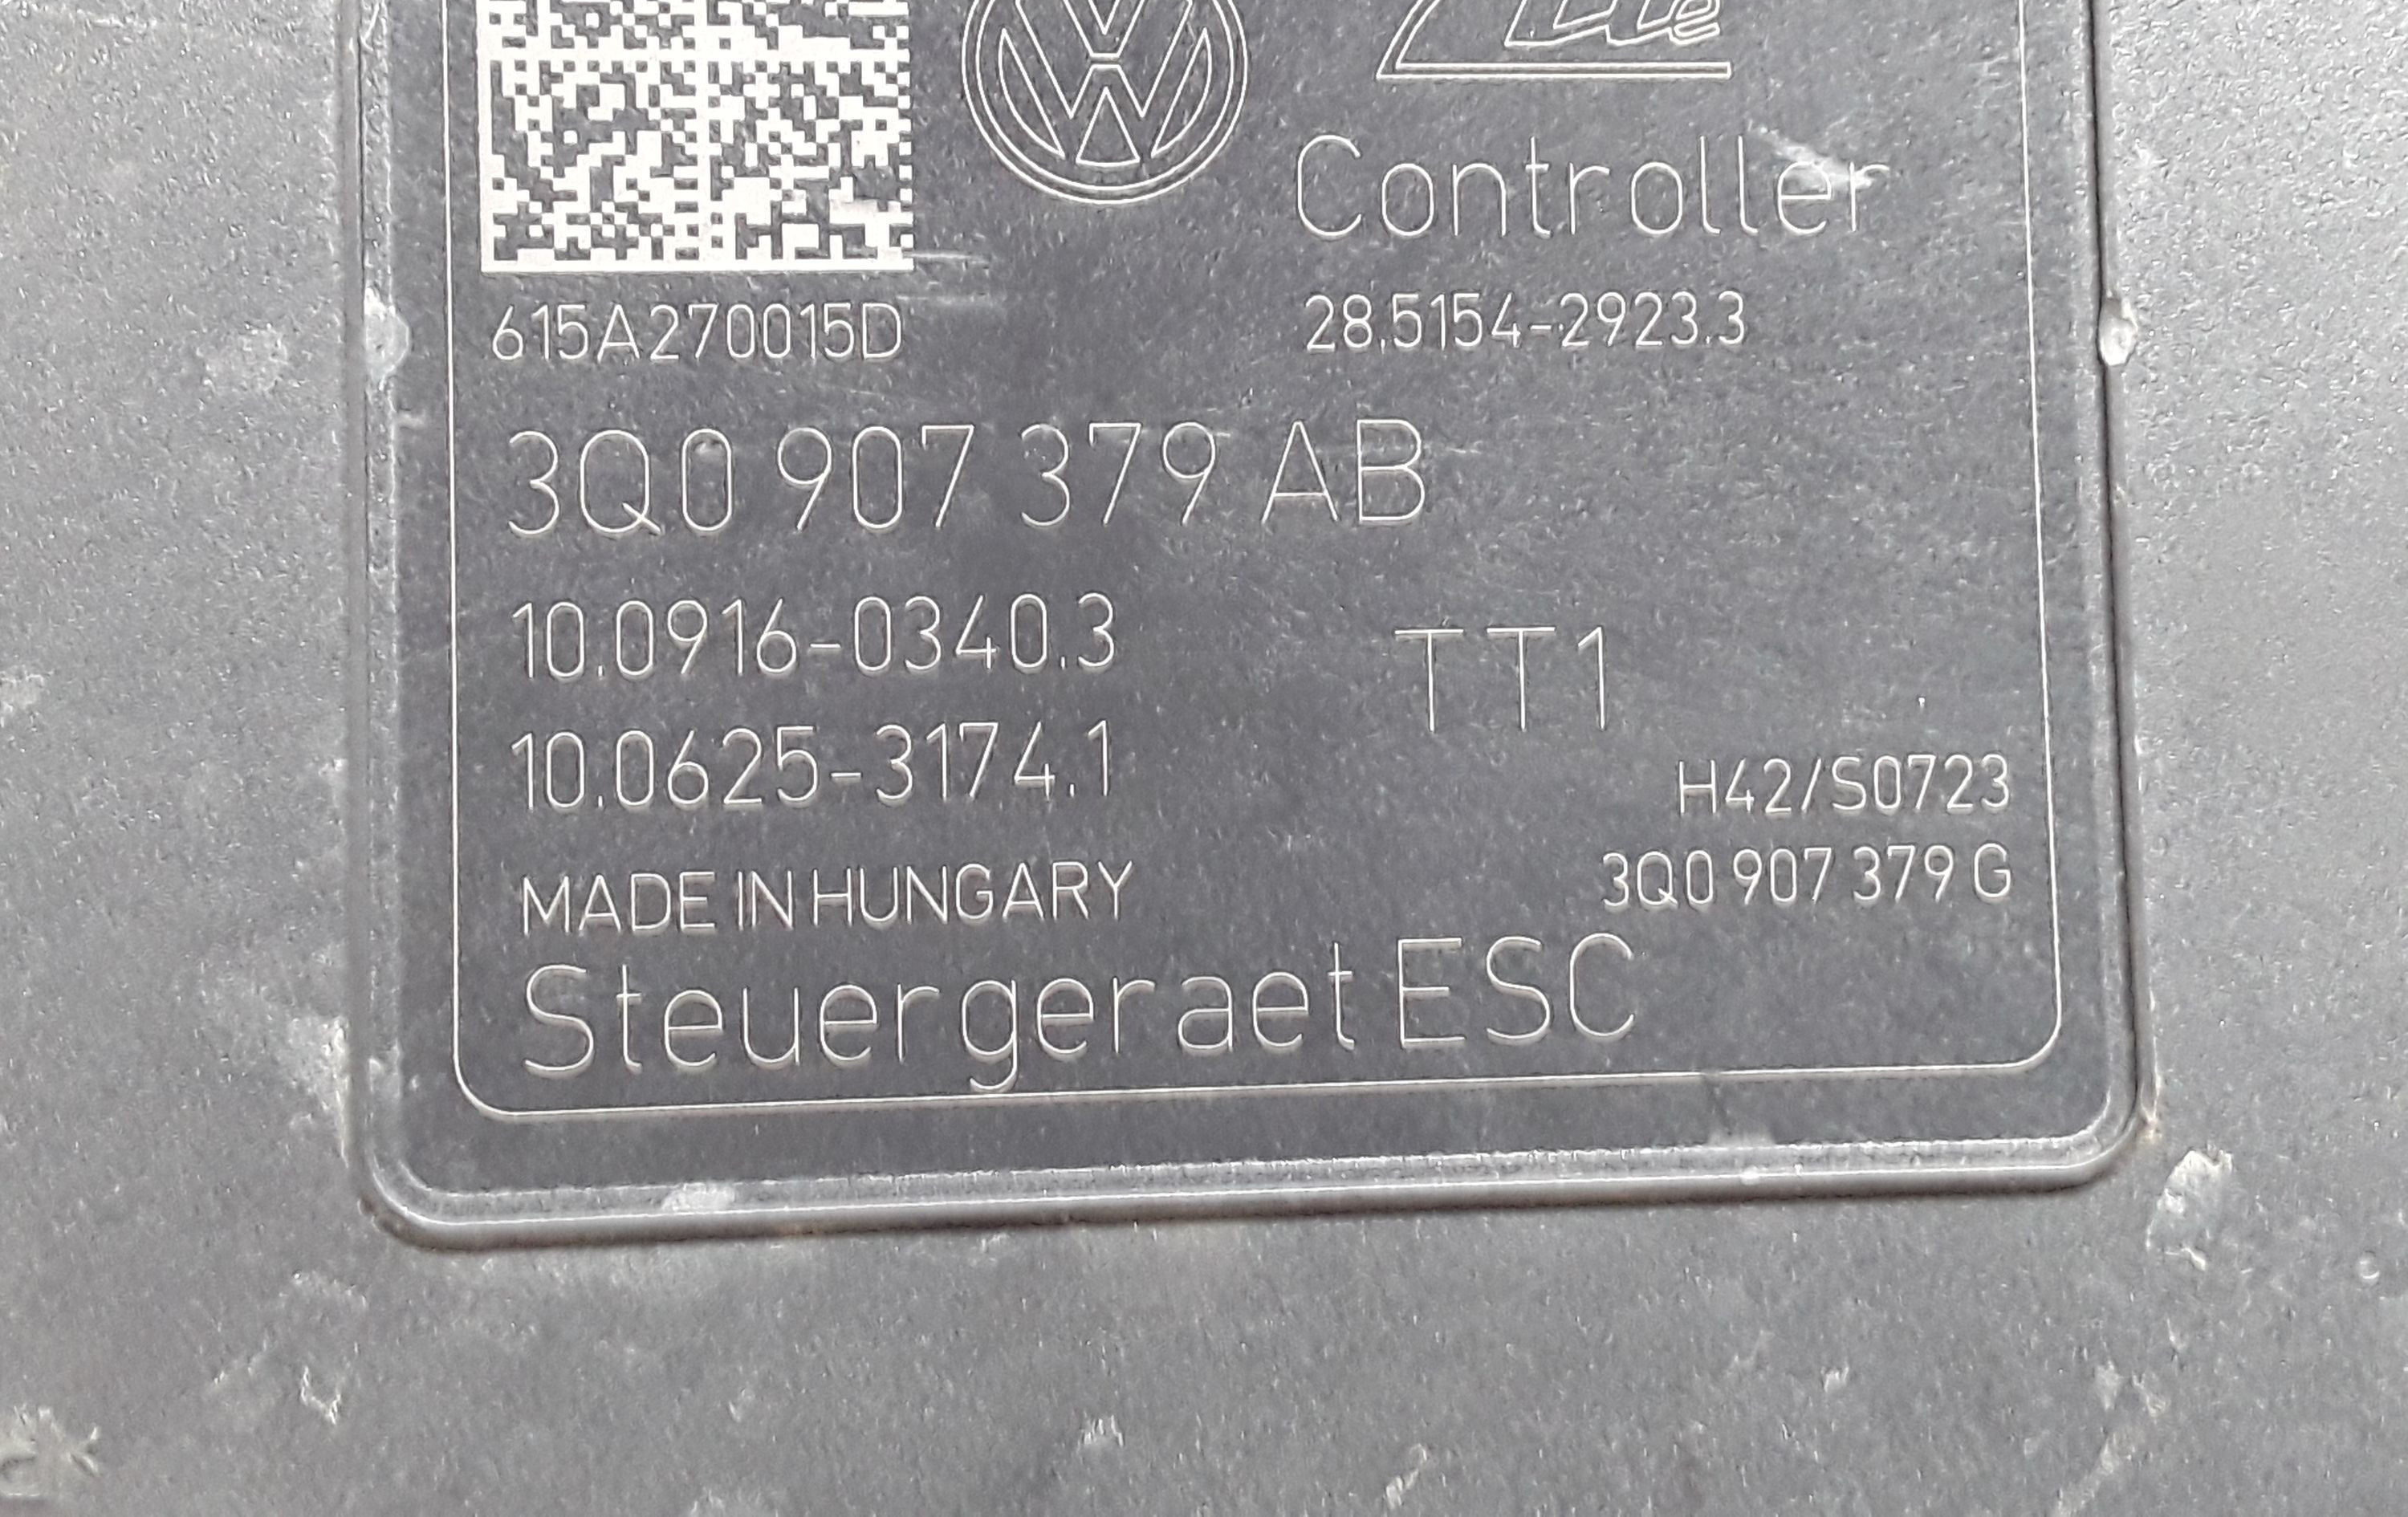 Ate
Controller
615A270015D
28.5154-2923.3
3Q0 907 379 AB
10.0916-0340.3
TT1
10.0625-3174.1
H42/S0723
MADE IN HUNGARY
3Q0 907 379 G
Steuergeraet ESC